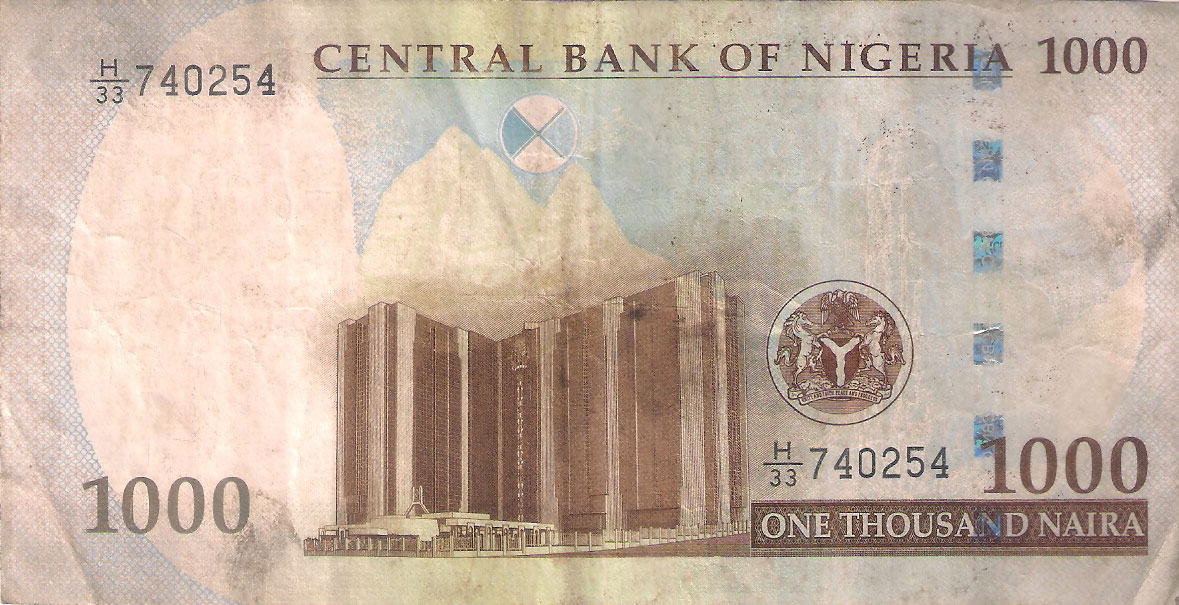 CENTRAL BANK OF NIGERIA 1000
H/33 740254
H/33 740254
1000
1000
ONE THOUSAND NAIRA